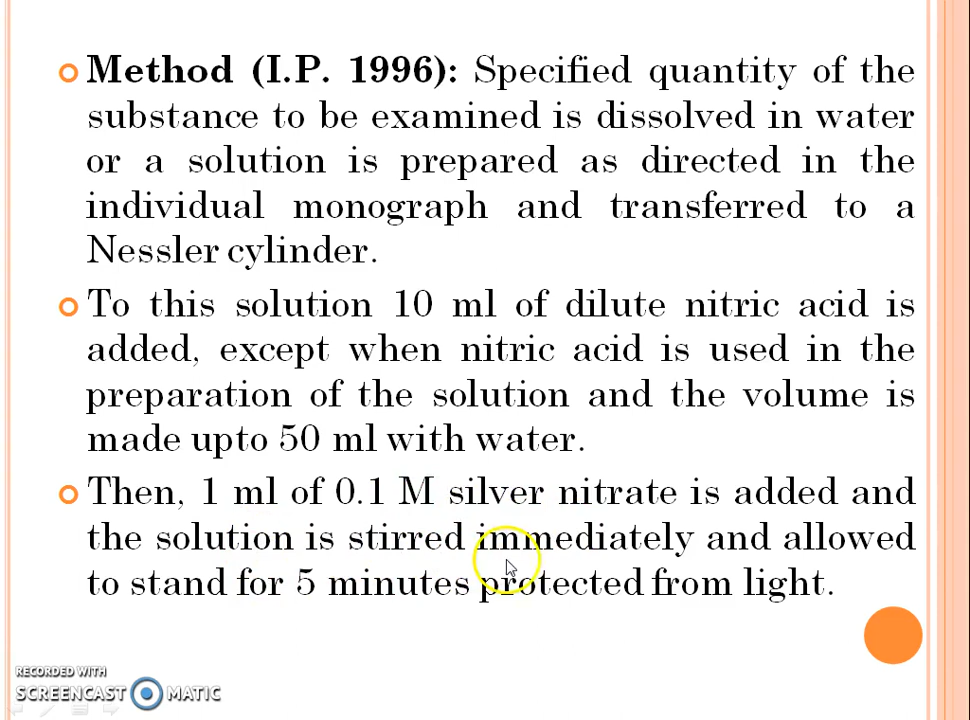 Method (I.P. 1996): Specified quantity of the
substance to be examined is dissolved in water
or a solution is prepared as directed in the
individual monograph and transferred to a
Nessler cylinder.
To this solution 10 ml of dilute nitric acid is
added, except when nitric acid is used in the
preparation of the solution and the volume is
made upto 50 ml with water.
Then, 1 ml of 0.1 M silver nitrate is added and
the solution is stirred immediately and allowed
to stand for 5 minutes protected from light.
RECORDED WITH
SCREENCAST MATIC